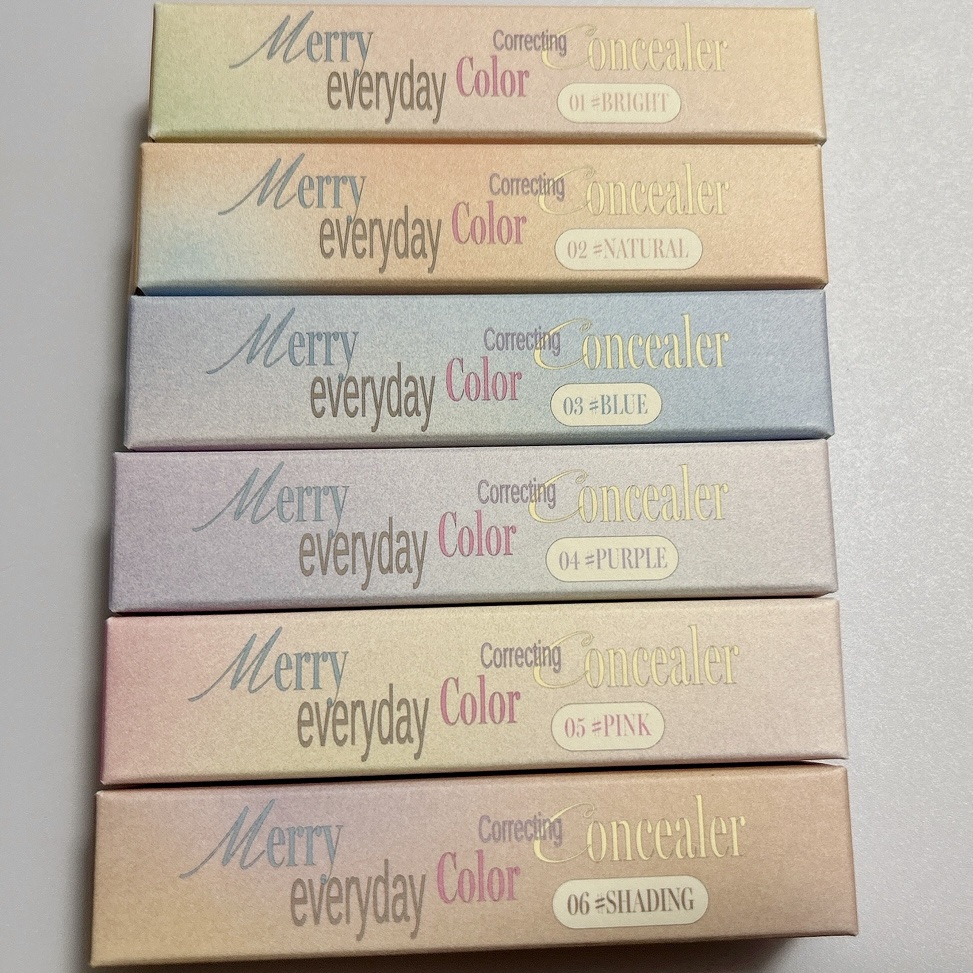 Merry Correcting Concealer
everyday Color
01 #BRIGHT
Merry Correcting Concealer
everyday Color
02 #NATURAL
Merry Correcting Concealer
everyday Color
03 #BLUE
Merry Correcting Concealer
everyday Color
04 #PURPLE
Merry Correcting Concealer
everyday Color
05 #PINK
Merry Correcting Concealer
everyday Color
06 #SHADING